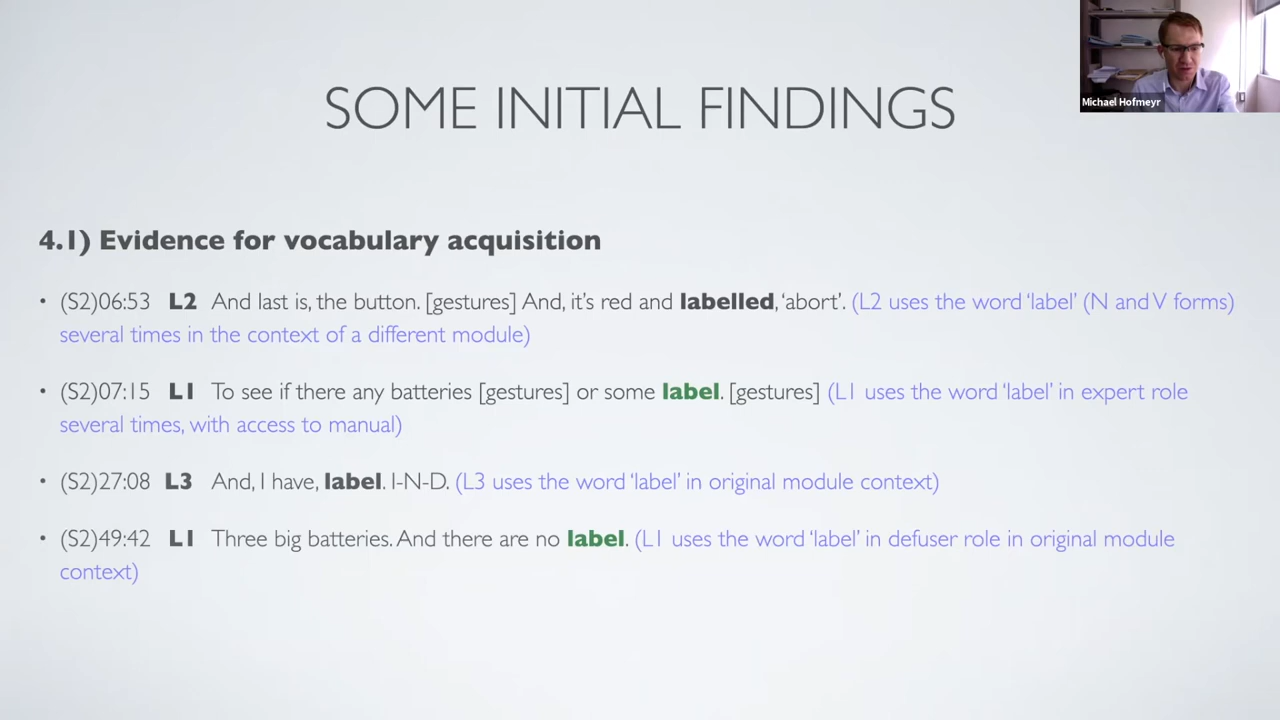 Michael Hofmeyr
SOME INITIAL FINDINGS
4.1) Evidence for vocabulary acquisition
• (S2)06:53 L2 And last is, the button. [gestures] And, it's red and labelled, 'abort'. (L2 uses the word 'label' (N and V forms)
several times in the context of a different module)
• (S2)07:15 L1 To see if there any batteries [gestures] or some label. [gestures] (L1 uses the word 'label' in expert role
several times, with access to manual)
• (S2)27:08 L3 And, I have, label. I-N-D. (L3 uses the word 'label' in original module context)
• (S2)49:42 L1 Three big batteries. And there are no label. (L1 uses the word 'label' in defuser role in original module
context)